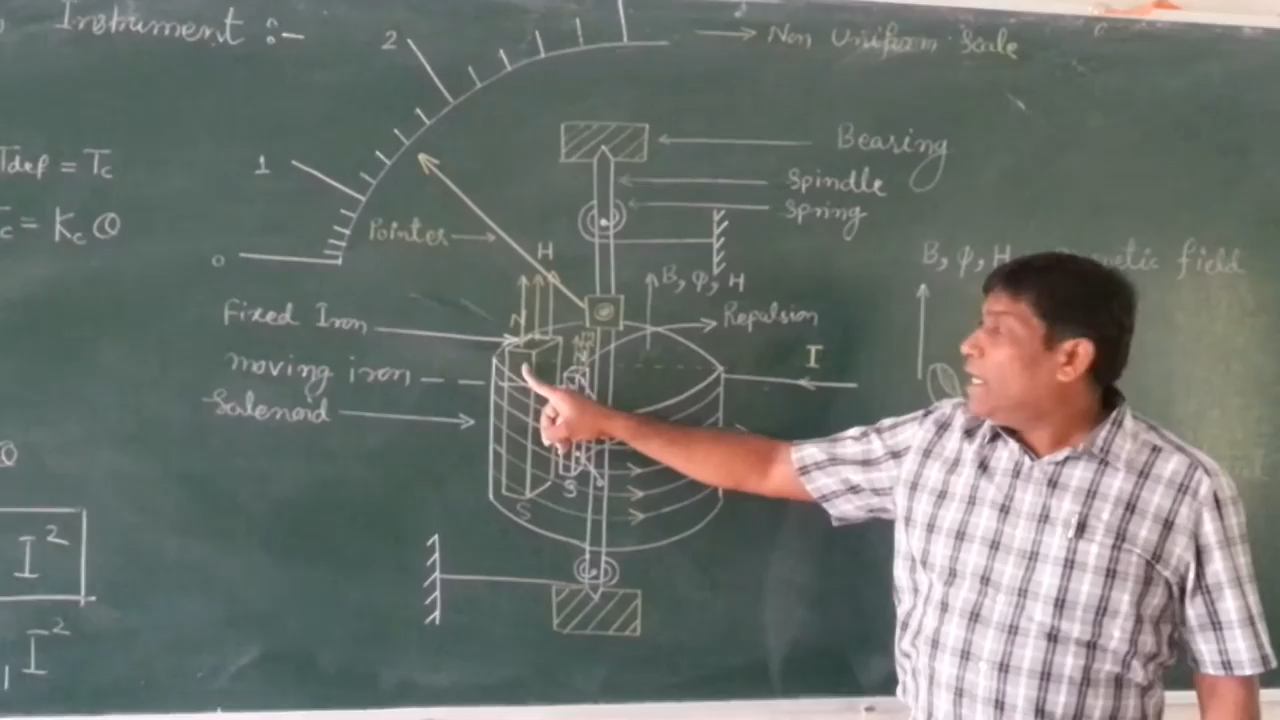 Instrument :-
2
Non Uniform Scale
Bearing
Tdef = Tc
1
Spindle
Spring
Tc = Kc θ
Pointer
H
0
B, φ, H
B, φ, H
field
Fixed Iron
N
Repulsion
moving iron
I
Solenoid
S
S
I²
I²